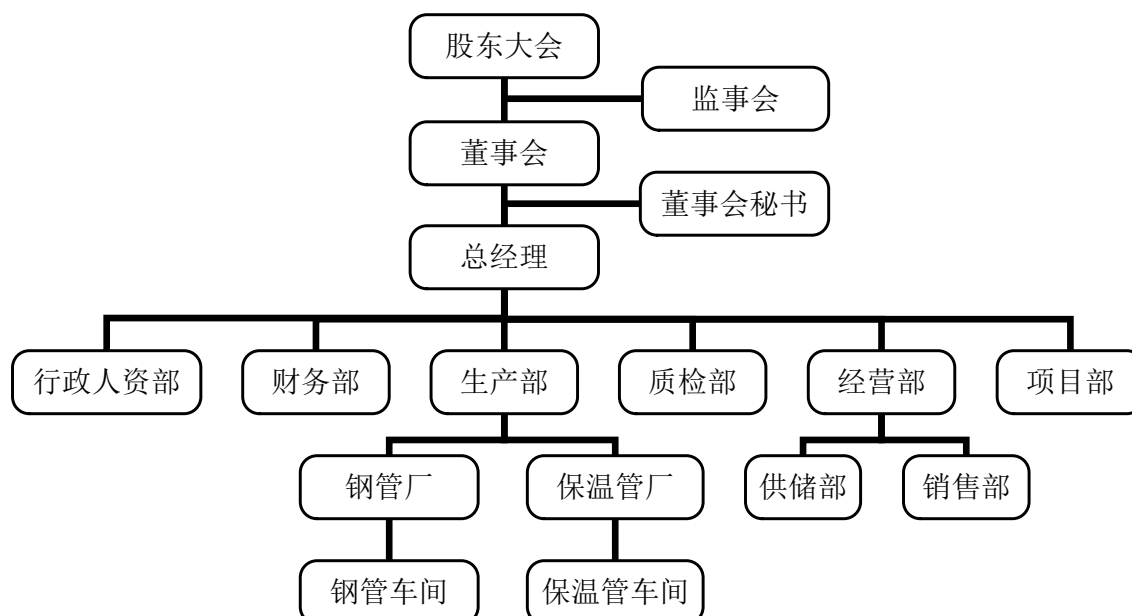 股东大会
监事会
董事会
董事会秘书
总经理
行政人资部
财务部
生产部
质检部
经营部
项目部
钢管厂
保温管厂
供储部
销售部
钢管车间
保温管车间